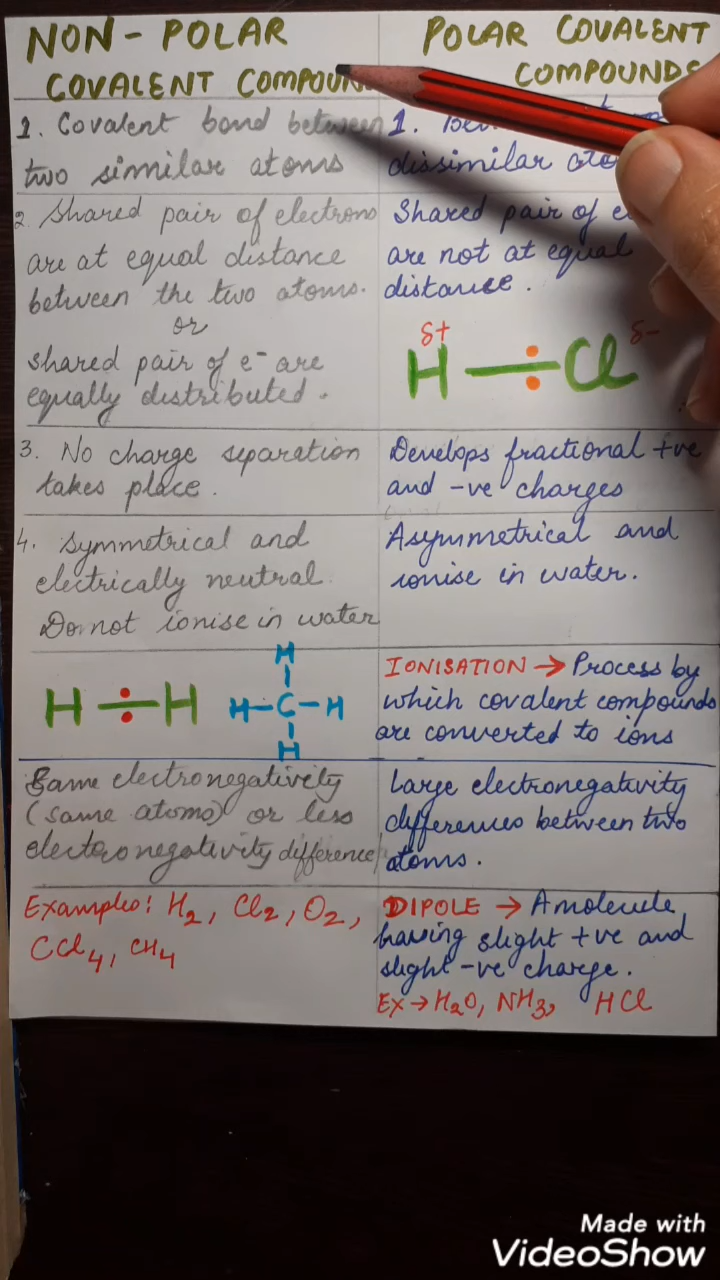 NON-POLAR
COVALENT COMPOUN
POLAR COVALENT
COMPOUNDS
1. Covalent bond between
two similar atoms
1.
dissimilar
2. Shared pair of electrons
are at equal distance
between the two atoms.
or
shared pair of e- are
equally distributed.
Shared pair of
are not at equal
distance.
δ+ δ-
H — : Cl
3. No charge separation
takes place.
Develops fractional +ve
and -ve charges
4. Symmetrical and
electrically neutral.
Do not ionise in water
Asymmetrical and
ionise in water.
H
H — : H H-C-H
H
IONISATION → Process by
which covalent compounds
are converted to ions
Same electronegativity
(same atoms) or less
electronegativity difference
Large electronegativity
differences between two
atoms.
Examples: H2, Cl2, O2,
CCl4, CH4
DIPOLE → A molecule
having slight +ve and
slight -ve charge.
EX → H2O, NH3, HCl
Made with
VideoShow